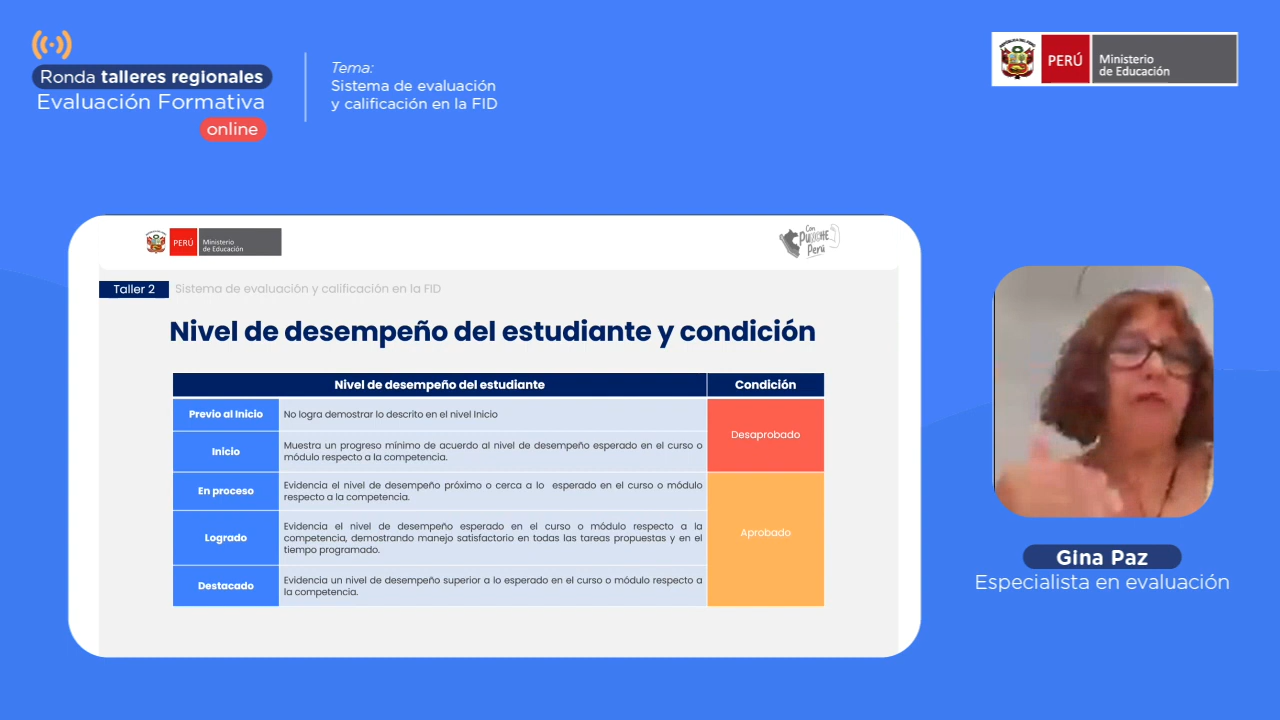 Ronda talleres regionales
Evaluación Formativa
online
Tema:
Sistema de evaluación
y calificación en la FID
PERÚ
Ministerio
de Educación
PERÚ
Ministerio
de Educación
Con
PUNCHE
Perú
Taller 2
Sistema de evaluación y calificación en la FID
Nivel de desempeño del estudiante y condición
Nivel de desempeño del estudiante
Condición
Previo al Inicio
No logra demostrar lo descrito en el nivel Inicio
Desaprobado
Inicio
Muestra un progreso mínimo de acuerdo al nivel de desempeño esperado en el curso o
módulo respecto a la competencia.
En proceso
Evidencia el nivel de desempeño próximo o cerca a lo esperado en el curso o módulo
respecto a la competencia.
Aprobado
Logrado
Evidencia el nivel de desempeño esperado en el curso o módulo respecto a la
competencia, demostrando manejo satisfactorio en todas las tareas propuestas y en el
tiempo programado.
Destacado
Evidencia un nivel de desempeño superior a lo esperado en el curso o módulo respecto a
la competencia.
Gina Paz
Especialista en evaluación